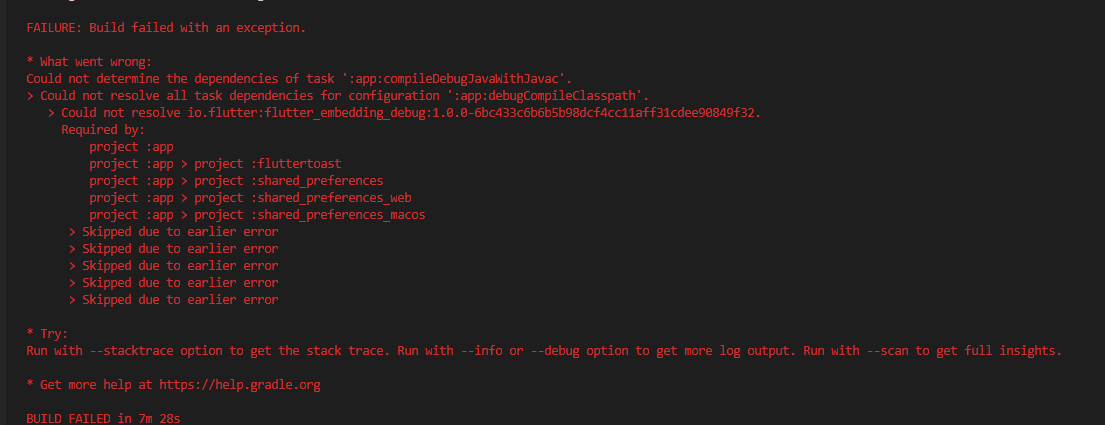 FAILURE: Build failed with an exception.
* What went wrong:
Could not determine the dependencies of task ':app:compileDebugJavaWithJavac'.
> Could not resolve all task dependencies for configuration ':app:debugCompileClasspath'.
> Could not resolve io.flutter:flutter_embedding_debug:1.0.0-6bc433c6b6b5b98dcf4cc11aff31cdee90849f32.
Required by:
project :app
project :app > project :fluttertoast
project :app > project :shared_preferences
project :app > project :shared_preferences_web
project :app > project :shared_preferences_macos
> Skipped due to earlier error
> Skipped due to earlier error
> Skipped due to earlier error
> Skipped due to earlier error
> Skipped due to earlier error
* Try:
Run with --stacktrace option to get the stack trace. Run with --info or --debug option to get more log output. Run with --scan to get full insights.
* Get more help at https://help.gradle.org
BUILD FAILED in 7m 28s